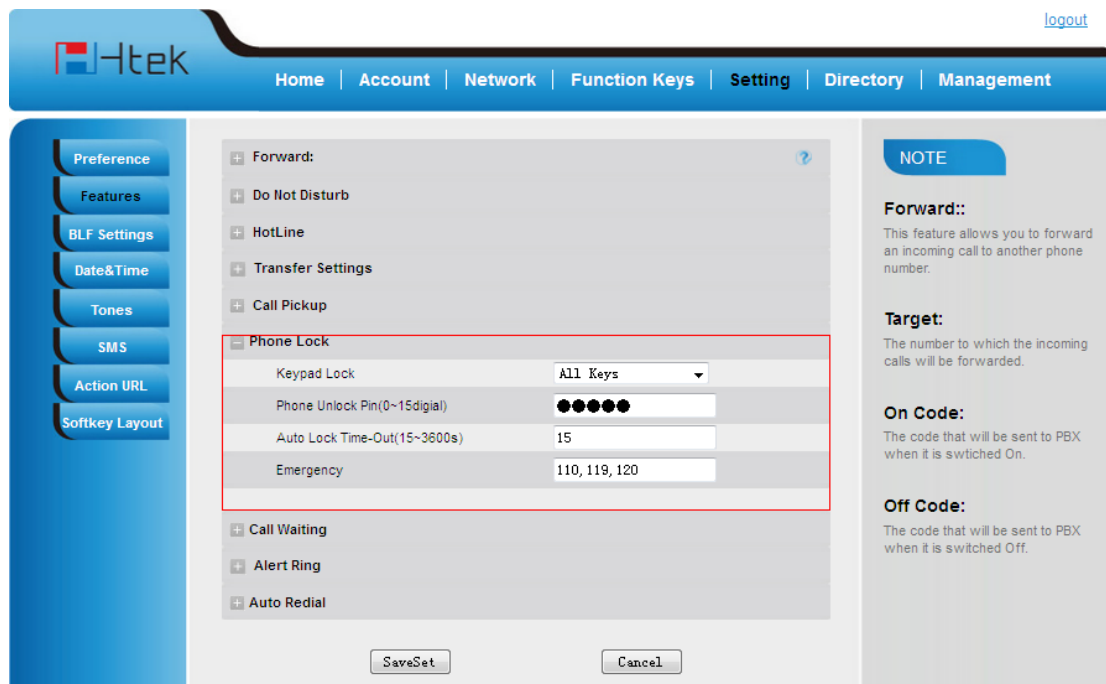 logout
Htek
Home Account Network Function Keys Setting Directory Management
Preference
Features
BLF Settings
Date&Time
Tones
SMS
Action URL
Softkey Layout
Forward:
Do Not Disturb
HotLine
Transfer Settings
Call Pickup
Phone Lock
Keypad Lock All Keys
Phone Unlock Pin(0~15digial) ●●●●●
Auto Lock Time-Out(15~3600s) 15
Emergency 110, 119, 120
Call Waiting
Alert Ring
Auto Redial
SaveSet Cancel
NOTE
Forward::
This feature allows you to forward
an incoming call to another phone
number.
Target:
The number to which the incoming
calls will be forwarded.
On Code:
The code that will be sent to PBX
when it is swtiched On.
Off Code:
The code that will be sent to PBX
when it is switched Off.